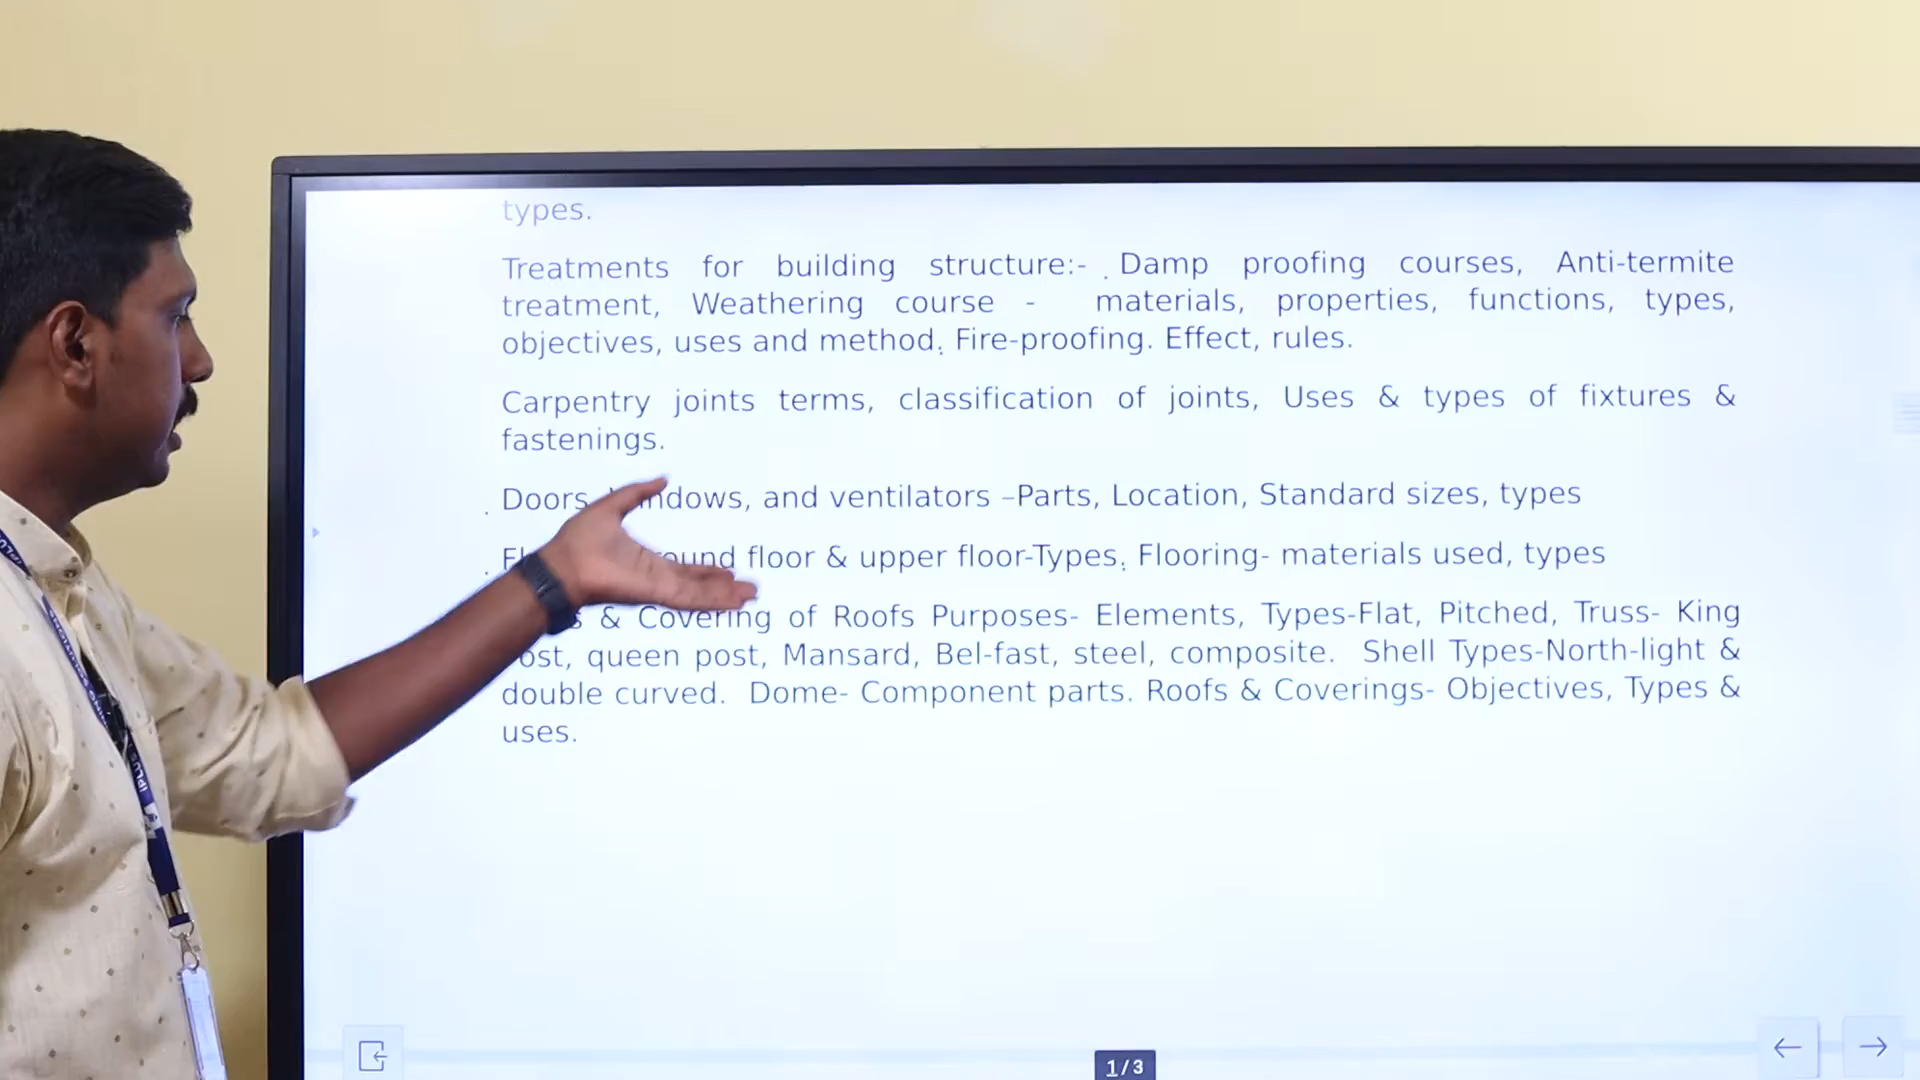 types.
Treatments for building structure:- . Damp proofing courses, Anti-termite
treatment, Weathering course - materials, properties, functions, types,
objectives, uses and method. Fire-proofing. Effect, rules.
Carpentry joints terms, classification of joints, Uses & types of fixtures &
fastenings.
. Doors, ndows, and ventilators –Parts, Location, Standard sizes, types
. ound floor & upper floor-Types. Flooring- materials used, types
s & Covering of Roofs Purposes- Elements, Types-Flat, Pitched, Truss- King
ost, queen post, Mansard, Bel-fast, steel, composite. Shell Types-North-light &
double curved. Dome- Component parts. Roofs & Coverings- Objectives, Types &
uses.
1/3